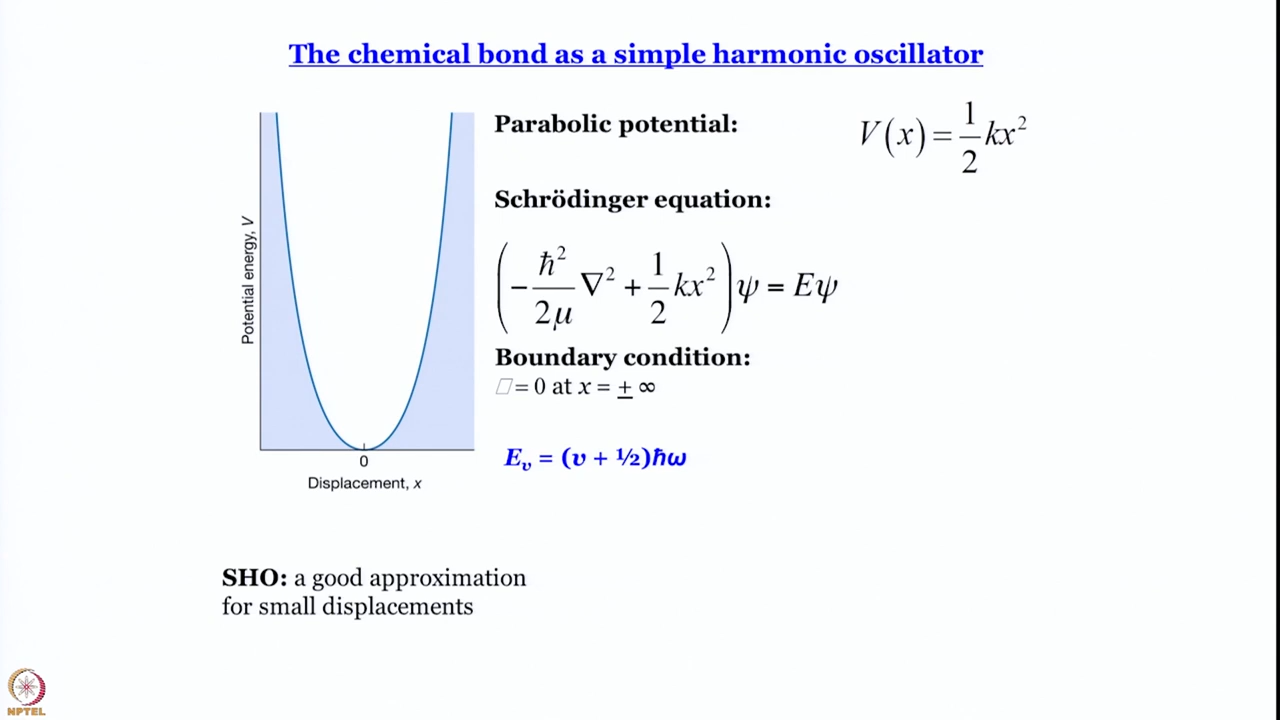 The chemical bond as a simple harmonic oscillator
Parabolic potential:
V(x) = 1/2 kx²
Schrödinger equation:
(−ℏ²/2μ ∇² + 1/2 kx²)ψ = Eψ
Boundary condition:
□= 0 at x = ± ∞
E_v = (v + ½)ℏω
Potential energy, V
0
Displacement, x
SHO: a good approximation
for small displacements
NPTEL